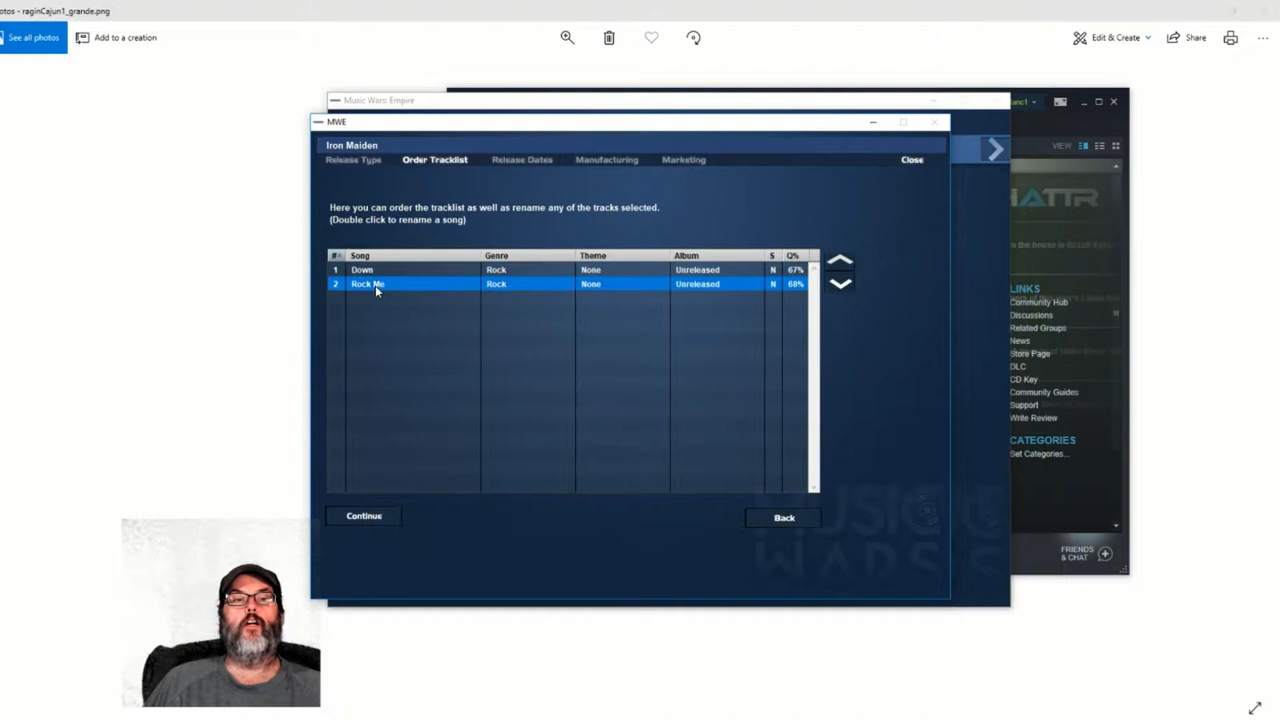 otos - raginCajun1_grande.png
See all photos
Add to a creation
Edit & Create
Share
Music Wars: Empire
MWE
Iron Maiden
Release Type Order Tracklist Release Dates Manufacturing Marketing Close
Here you can order the tracklist as well as rename any of the tracks selected.
(Double click to rename a song)
# Song Genre Theme Album S Q%
1 Down Rock None Unreleased N 67%
2 Rock Me Rock None Unreleased N 68%
Continue
Back
MUSIC
WARS
VIEW:
LINKS
Community Hub
Discussions
Related Groups
News
Store Page
DLC
CD Key
Community Guides
Support
Write Review
CATEGORIES
Set Categories...
FRIENDS
& CHAT